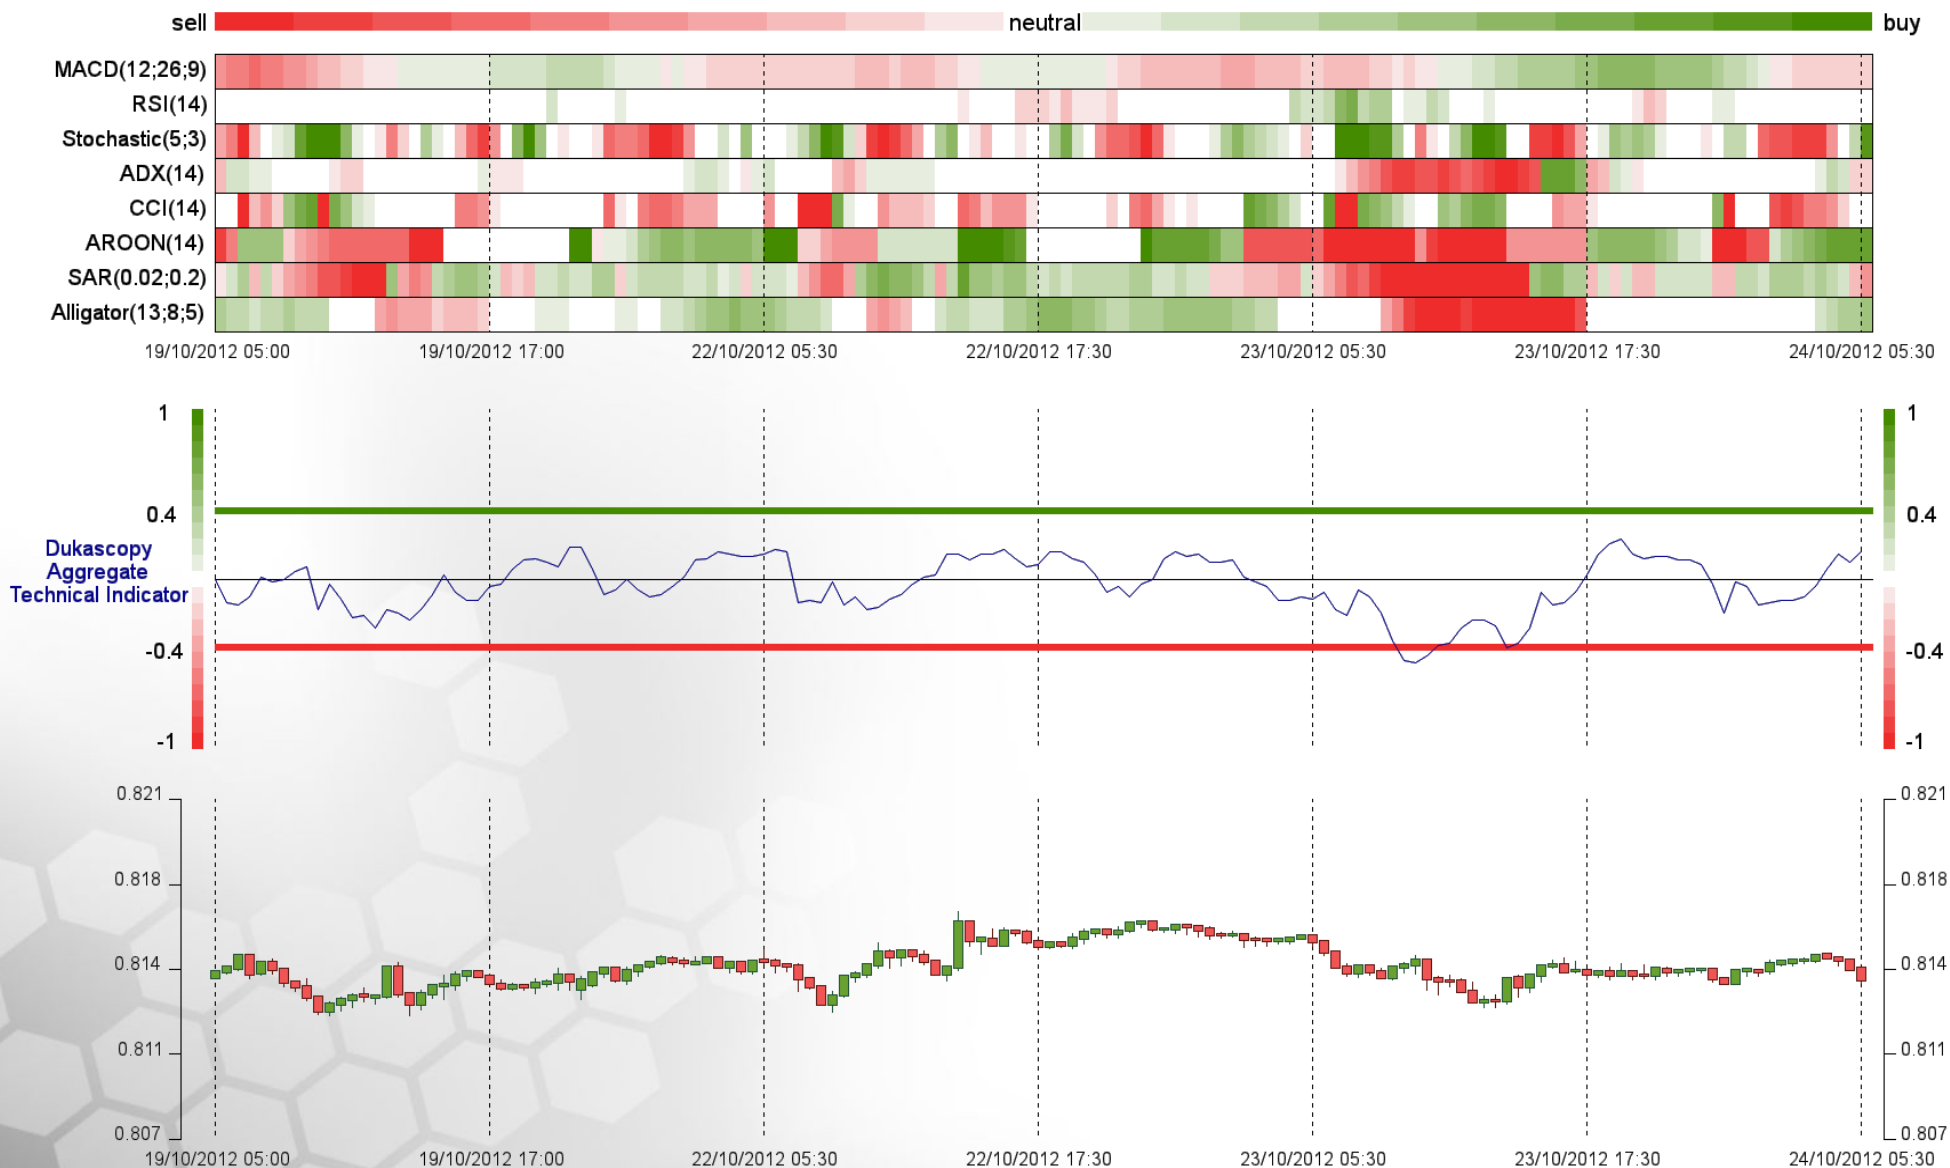 sell neutral buy
MACD(12;26;9)
RSI(14)
Stochastic(5;3)
ADX(14)
CCI(14)
AROON(14)
SAR(0.02;0.2)
Alligator(13;8;5)
19/10/2012 05:00 19/10/2012 17:00 22/10/2012 05:30 22/10/2012 17:30 23/10/2012 05:30 23/10/2012 17:30 24/10/2012 05:30
1 1
0.4 0.4
Dukascopy
Aggregate
Technical Indicator
-0.4 -0.4
-1 -1
0.821 0.821
0.818 0.818
0.814 0.814
0.811 0.811
0.807 0.807
19/10/2012 05:00 19/10/2012 17:00 22/10/2012 05:30 22/10/2012 17:30 23/10/2012 05:30 23/10/2012 17:30 24/10/2012 05:30